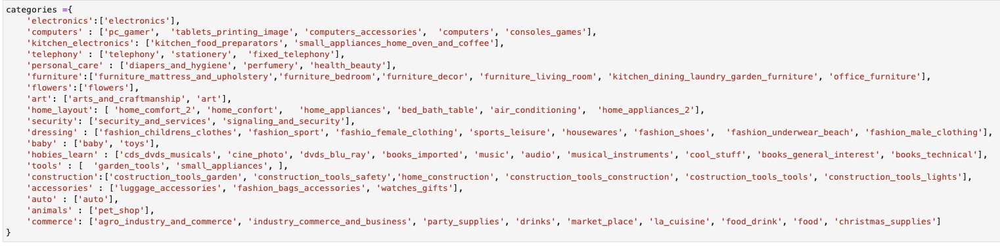 categories ={
    'electronics':['electronics'],
    'computers' : ['pc_gamer',  'tablets_printing_image', 'computers_accessories',  'computers', 'consoles_games'],
    'kitchen_electronics': ['kitchen_food_preparators', 'small_appliances_home_oven_and_coffee'],
    'telephony' : ['telephony', 'stationery',  'fixed_telephony'],
    'personal_care' : ['diapers_and_hygiene', 'perfumery', 'health_beauty'],
    'furniture':['furniture_mattress_and_upholstery','furniture_bedroom','furniture_decor', 'furniture_living_room', 'kitchen_dining_laundry_garden_furniture', 'office_furniture'],
    'flowers':['flowers'],
    'art': ['arts_and_craftmanship', 'art'],
    'home_layout': [ 'home_comfort_2', 'home_confort',   'home_appliances', 'bed_bath_table', 'air_conditioning',  'home_appliances_2'],
    'security': ['security_and_services', 'signaling_and_security'],
    'dressing' : ['fashion_childrens_clothes', 'fashion_sport', 'fashio_female_clothing', 'sports_leisure', 'housewares', 'fashion_shoes',  'fashion_underwear_beach', 'fashion_male_clothing'],
    'baby' : ['baby', 'toys'],
    'hobies_learn' : ['cds_dvds_musicals', 'cine_photo', 'dvds_blu_ray', 'books_imported', 'music', 'audio', 'musical_instruments', 'cool_stuff', 'books_general_interest', 'books_technical'],
    'tools' : [  'garden_tools', 'small_appliances', ],
    'construction':['costruction_tools_garden', 'construction_tools_safety','home_construction', 'construction_tools_construction', 'costruction_tools_tools', 'construction_tools_lights'],
    'accessories' : ['luggage_accessories', 'fashion_bags_accessories', 'watches_gifts'],
    'auto' : ['auto'],
    'animals' : ['pet_shop'],
    'commerce': ['agro_industry_and_commerce', 'industry_commerce_and_business', 'party_supplies', 'drinks', 'market_place', 'la_cuisine', 'food_drink', 'food', 'christmas_supplies']
}